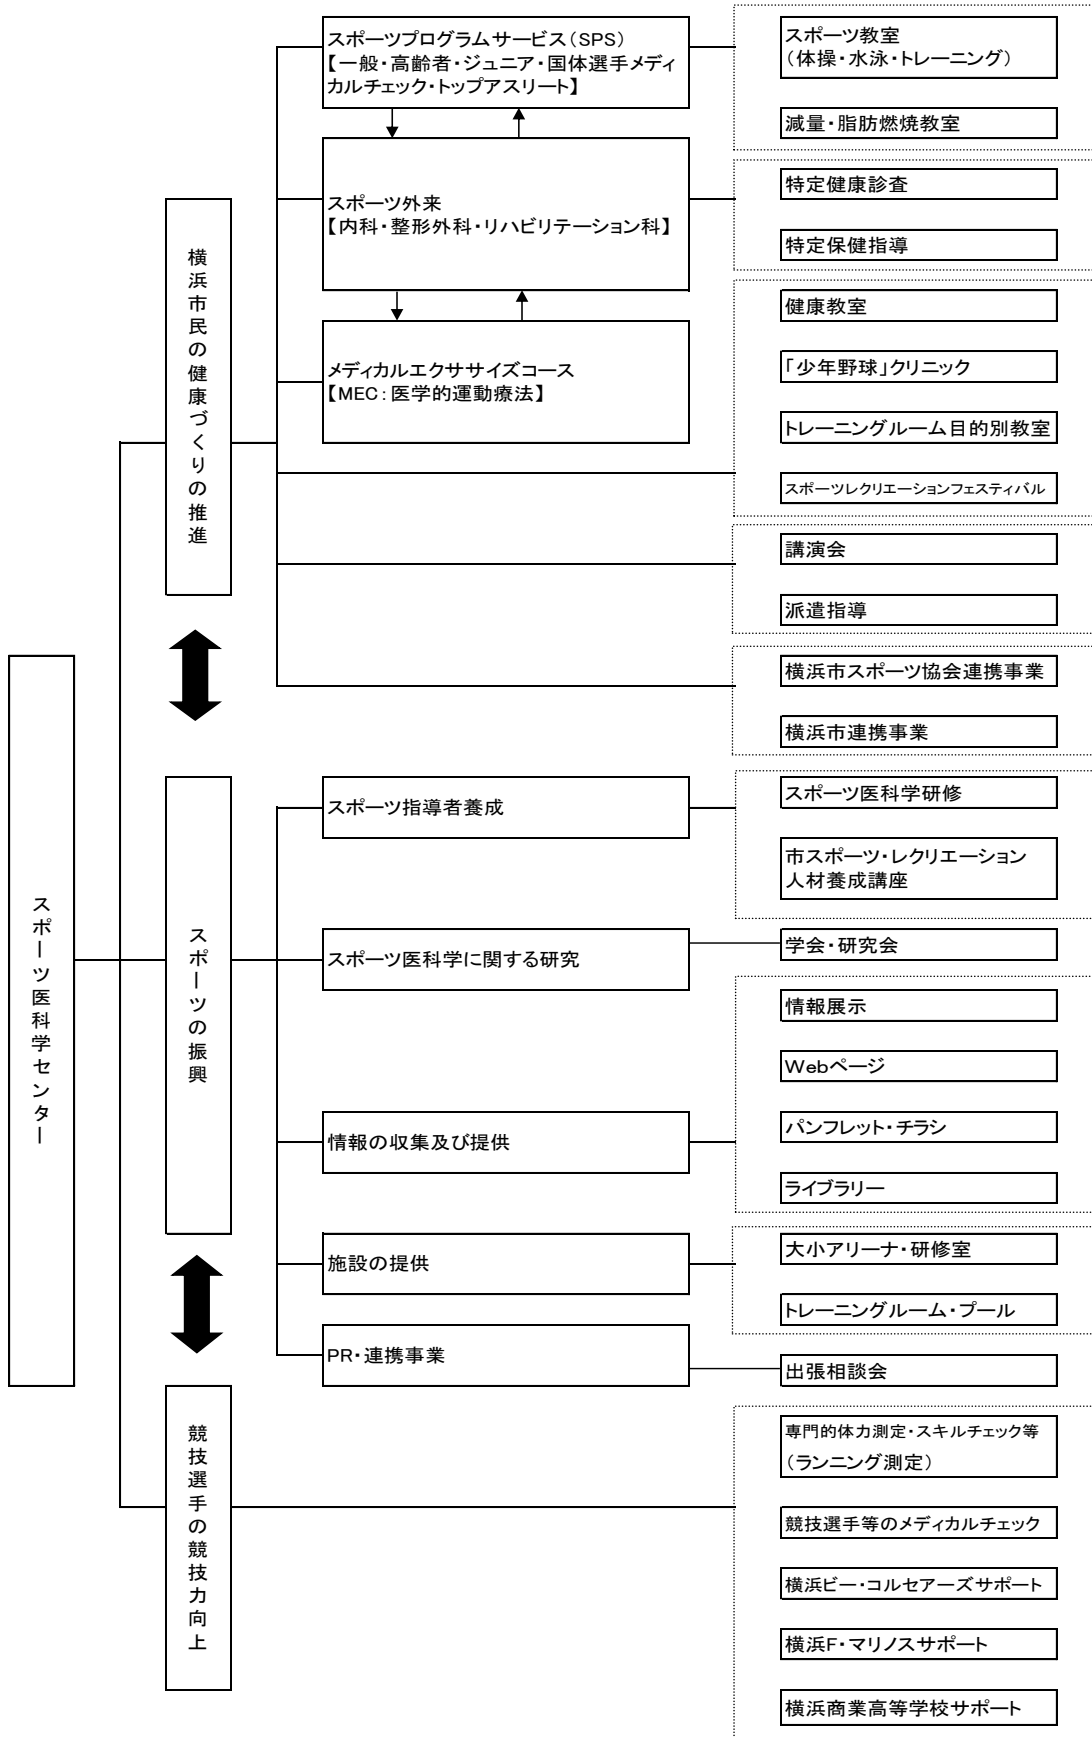 スポーツ医科学センター
横浜市民の健康づくりの推進
スポーツプログラムサービス(SPS)
【一般・高齢者・ジュニア・国体選手メディ
カルチェック・トップアスリート】
スポーツ外来
【内科・整形外科・リハビリテーション科】
メディカルエクササイズコース
【MEC:医学的運動療法】
スポーツ教室
(体操・水泳・トレーニング)
減量・脂肪燃焼教室
特定健康診査
特定保健指導
健康教室
「少年野球」クリニック
トレーニングルーム目的別教室
スポーツレクリエーションフェスティバル
講演会
派遣指導
横浜市スポーツ協会連携事業
横浜市連携事業
スポーツの振興
スポーツ指導者養成
スポーツ医科学研修
市スポーツ・レクリエーション
人材養成講座
スポーツ医科学に関する研究
学会・研究会
情報の収集及び提供
情報展示
Webページ
パンフレット・チラシ
ライブラリー
施設の提供
大小アリーナ・研修室
トレーニングルーム・プール
PR・連携事業
出張相談会
競技選手の競技力向上
専門的体力測定・スキルチェック等
(ランニング測定)
競技選手等のメディカルチェック
横浜ビー・コルセアーズサポート
横浜F・マリノスサポート
横浜商業高等学校サポート